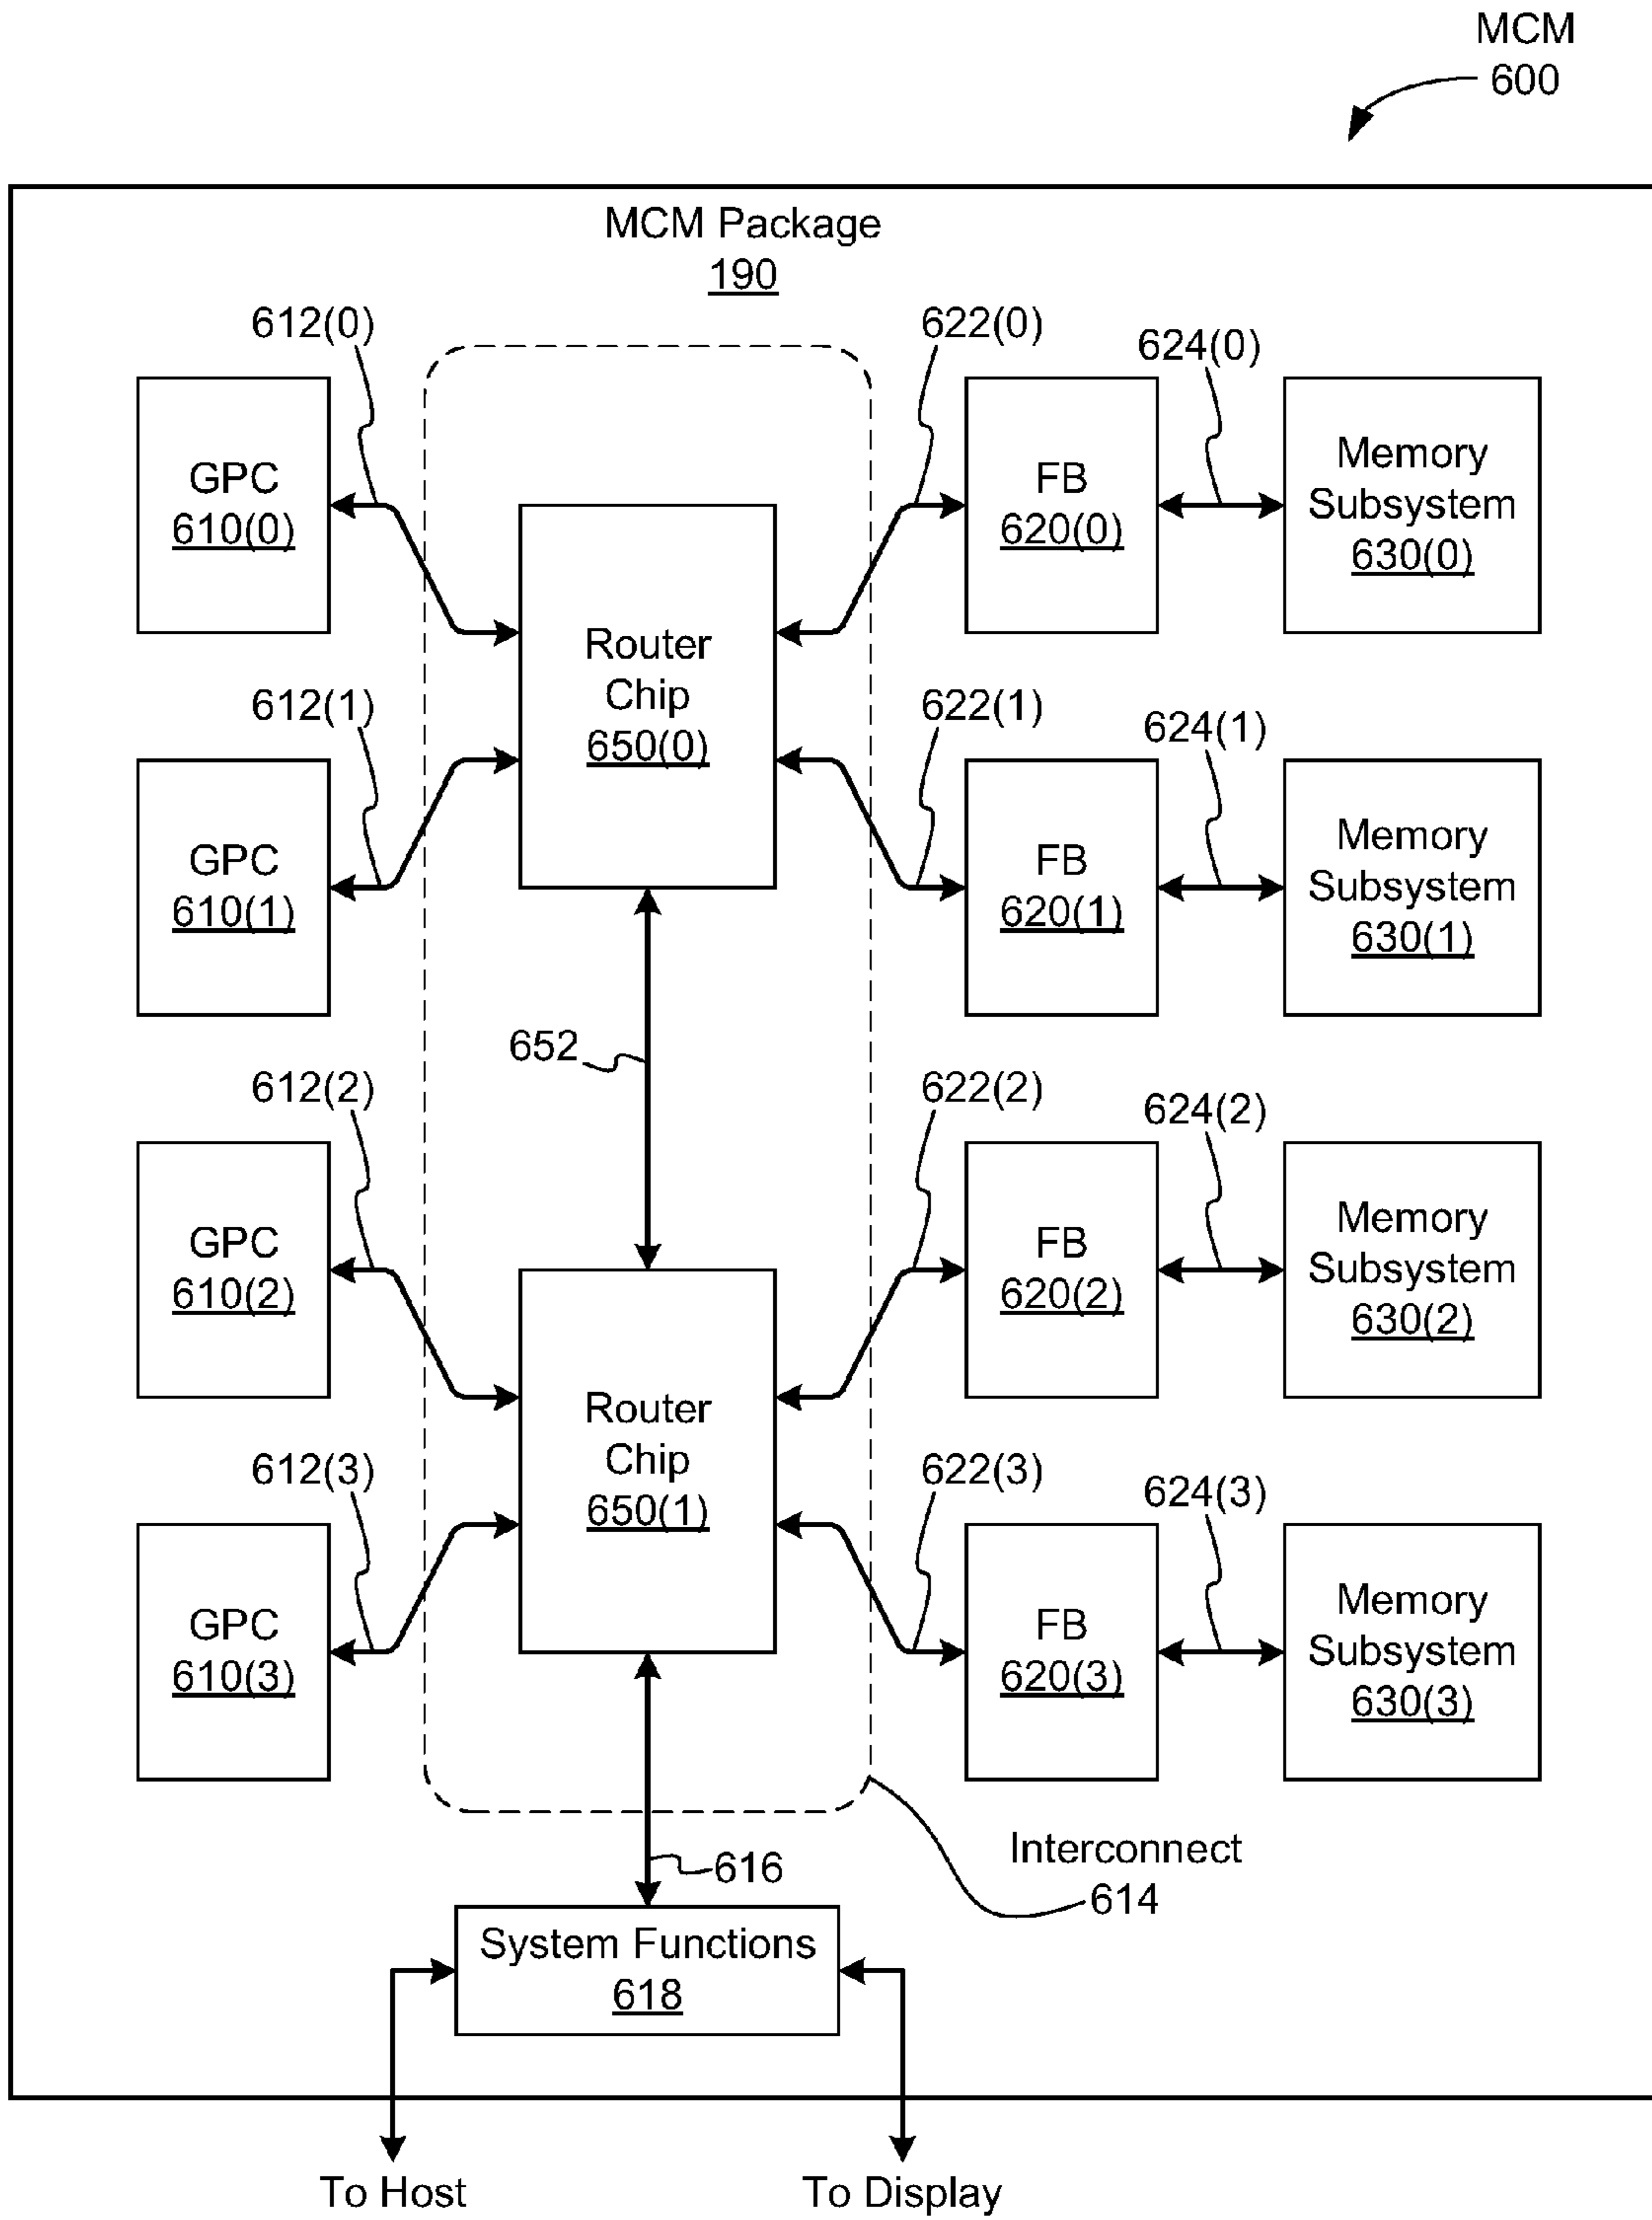 MCM
600
MCM Package
190
612(0)
622(0)
624(0)
GPC
610(0)
Router
Chip
650(0)
FB
620(0)
Memory
Subsystem
630(0)
612(1)
622(1)
624(1)
GPC
610(1)
FB
620(1)
Memory
Subsystem
630(1)
652
612(2)
622(2)
624(2)
GPC
610(2)
Router
Chip
650(1)
FB
620(2)
Memory
Subsystem
630(2)
612(3)
622(3)
624(3)
GPC
610(3)
FB
620(3)
Memory
Subsystem
630(3)
Interconnect
614
616
System Functions
618
To Host
To Display